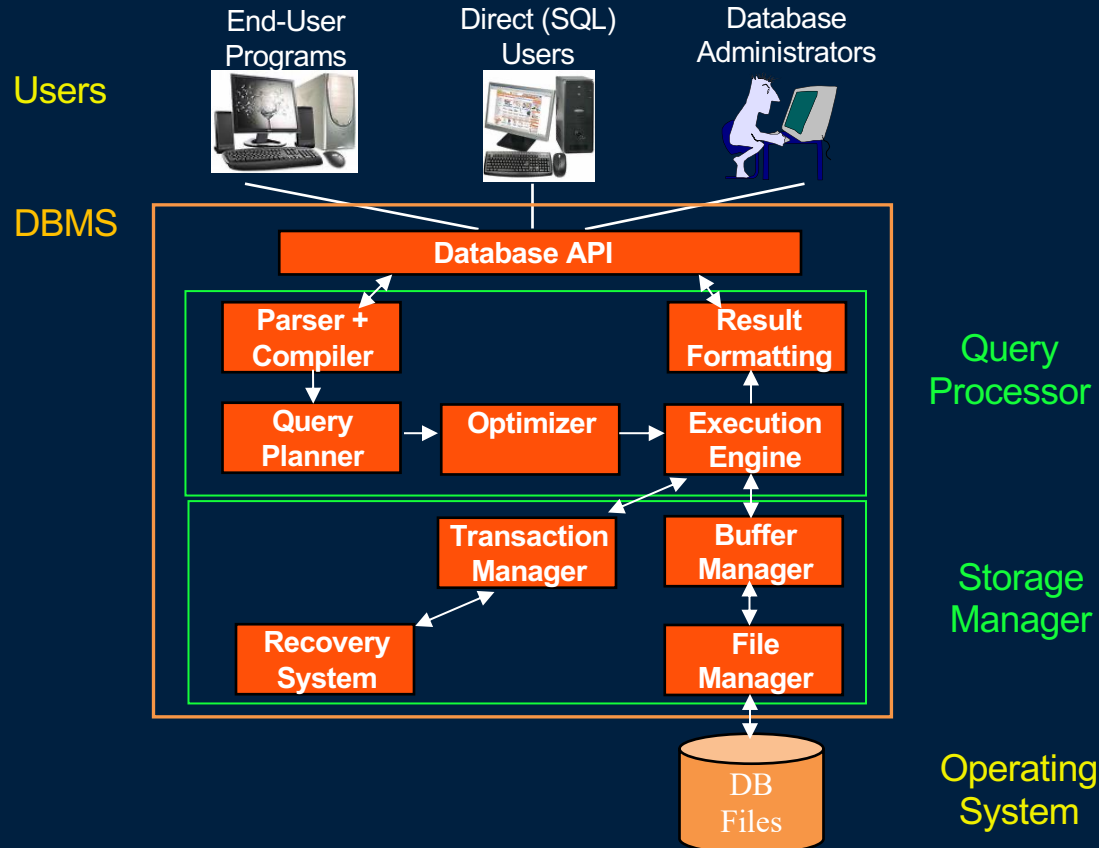 End-User
Programs
Direct (SQL)
Users
Database
Administrators
Users
DBMS
Database API
Parser +
Compiler
Result
Formatting
Query
Processor
Query
Planner
Optimizer
Execution
Engine
Transaction
Manager
Buffer
Manager
Storage
Manager
Recovery
System
File
Manager
DB
Files
Operating
System